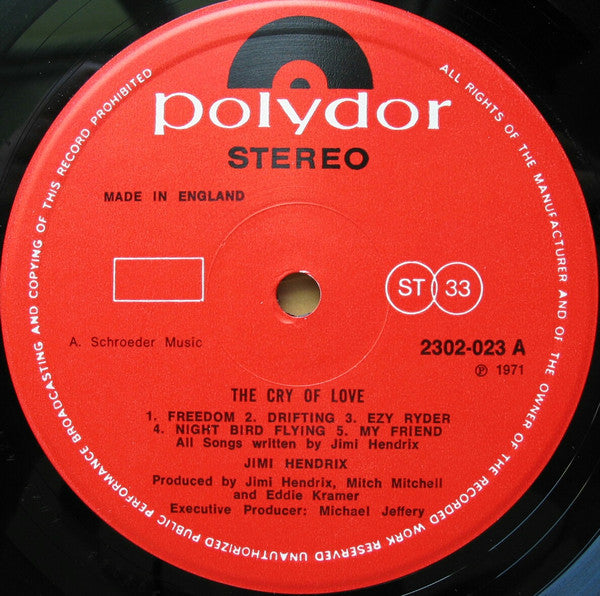 polydor
STEREO
MADE IN ENGLAND
ST 33
A. Schroeder Music
2302-023 A
℗ 1971
THE CRY OF LOVE
1. FREEDOM 2. DRIFTING 3. EZY RYDER
4. NIGHT BIRD FLYING 5. MY FRIEND
All Songs written by Jimi Hendrix
JIMI HENDRIX
Produced by Jimi Hendrix, Mitch Mitchell
and Eddie Kramer
Executive Producer: Michael Jeffery
ALL RIGHTS OF THE MANUFACTURER AND OF THE OWNER OF THE RECORDED WORK RESERVED UNAUTHORIZED PUBLIC PERFORMANCE BROADCASTING AND COPYING OF THIS RECORD PROHIBITED